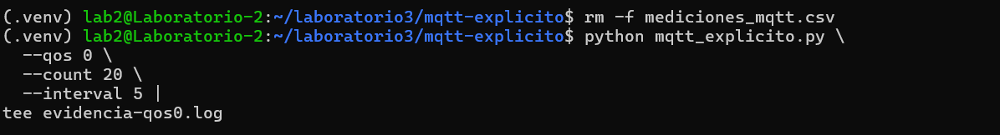 (.venv) lab2@Laboratorio-2:~/laboratorio3/mqtt-explicito$ rm -f mediciones_mqtt.csv
(.venv) lab2@Laboratorio-2:~/laboratorio3/mqtt-explicito$ python mqtt_explicito.py \
  --qos 0 \
  --count 20 \
  --interval 5 |
tee evidencia-qos0.log